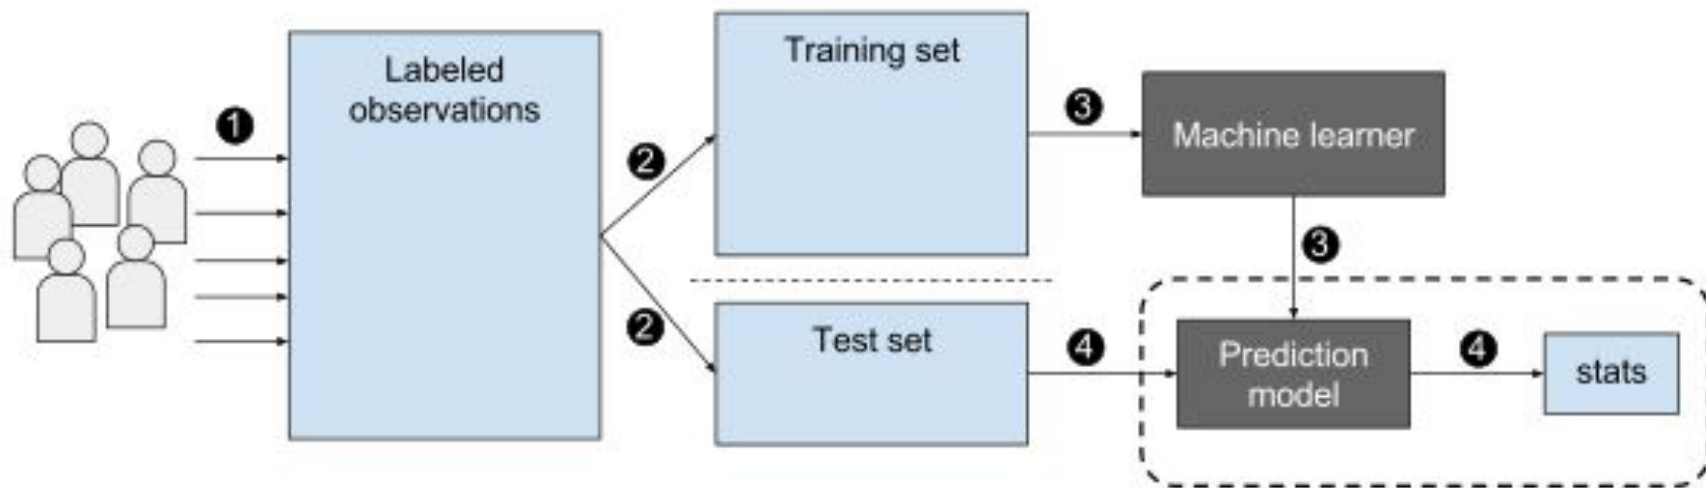 Labeled
observations
Training set
Machine learner
Test set
Prediction
model
stats
1
2
2
3
3
4
4